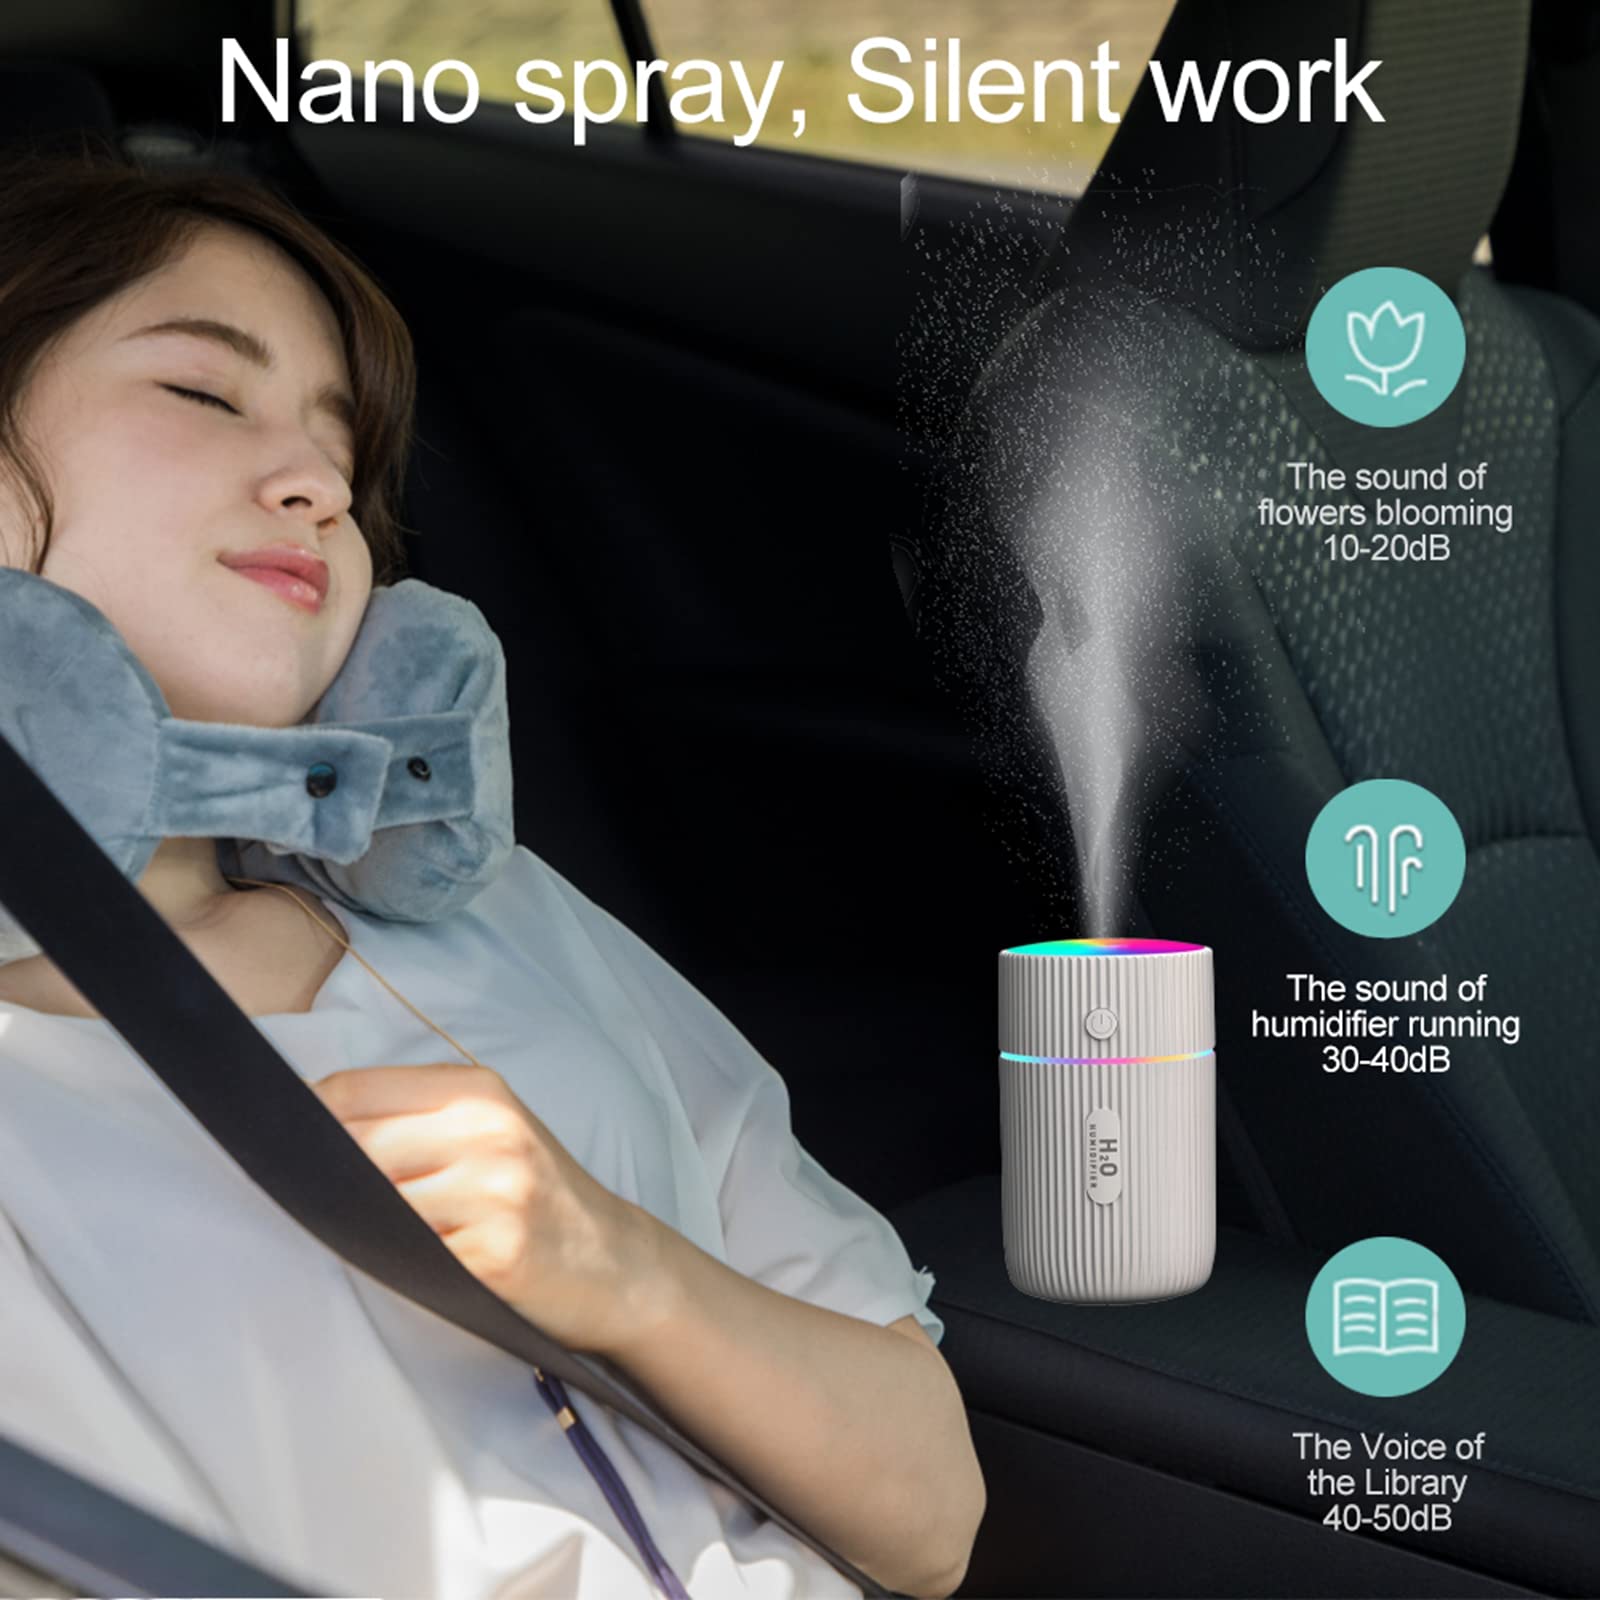 Nano spray, Silent work
The sound of
flowers blooming
10-20dB
The sound of
humidifier running
30-40dB
H₂O
HUMIDIFIER
The Voice of
the Library
40-50dB